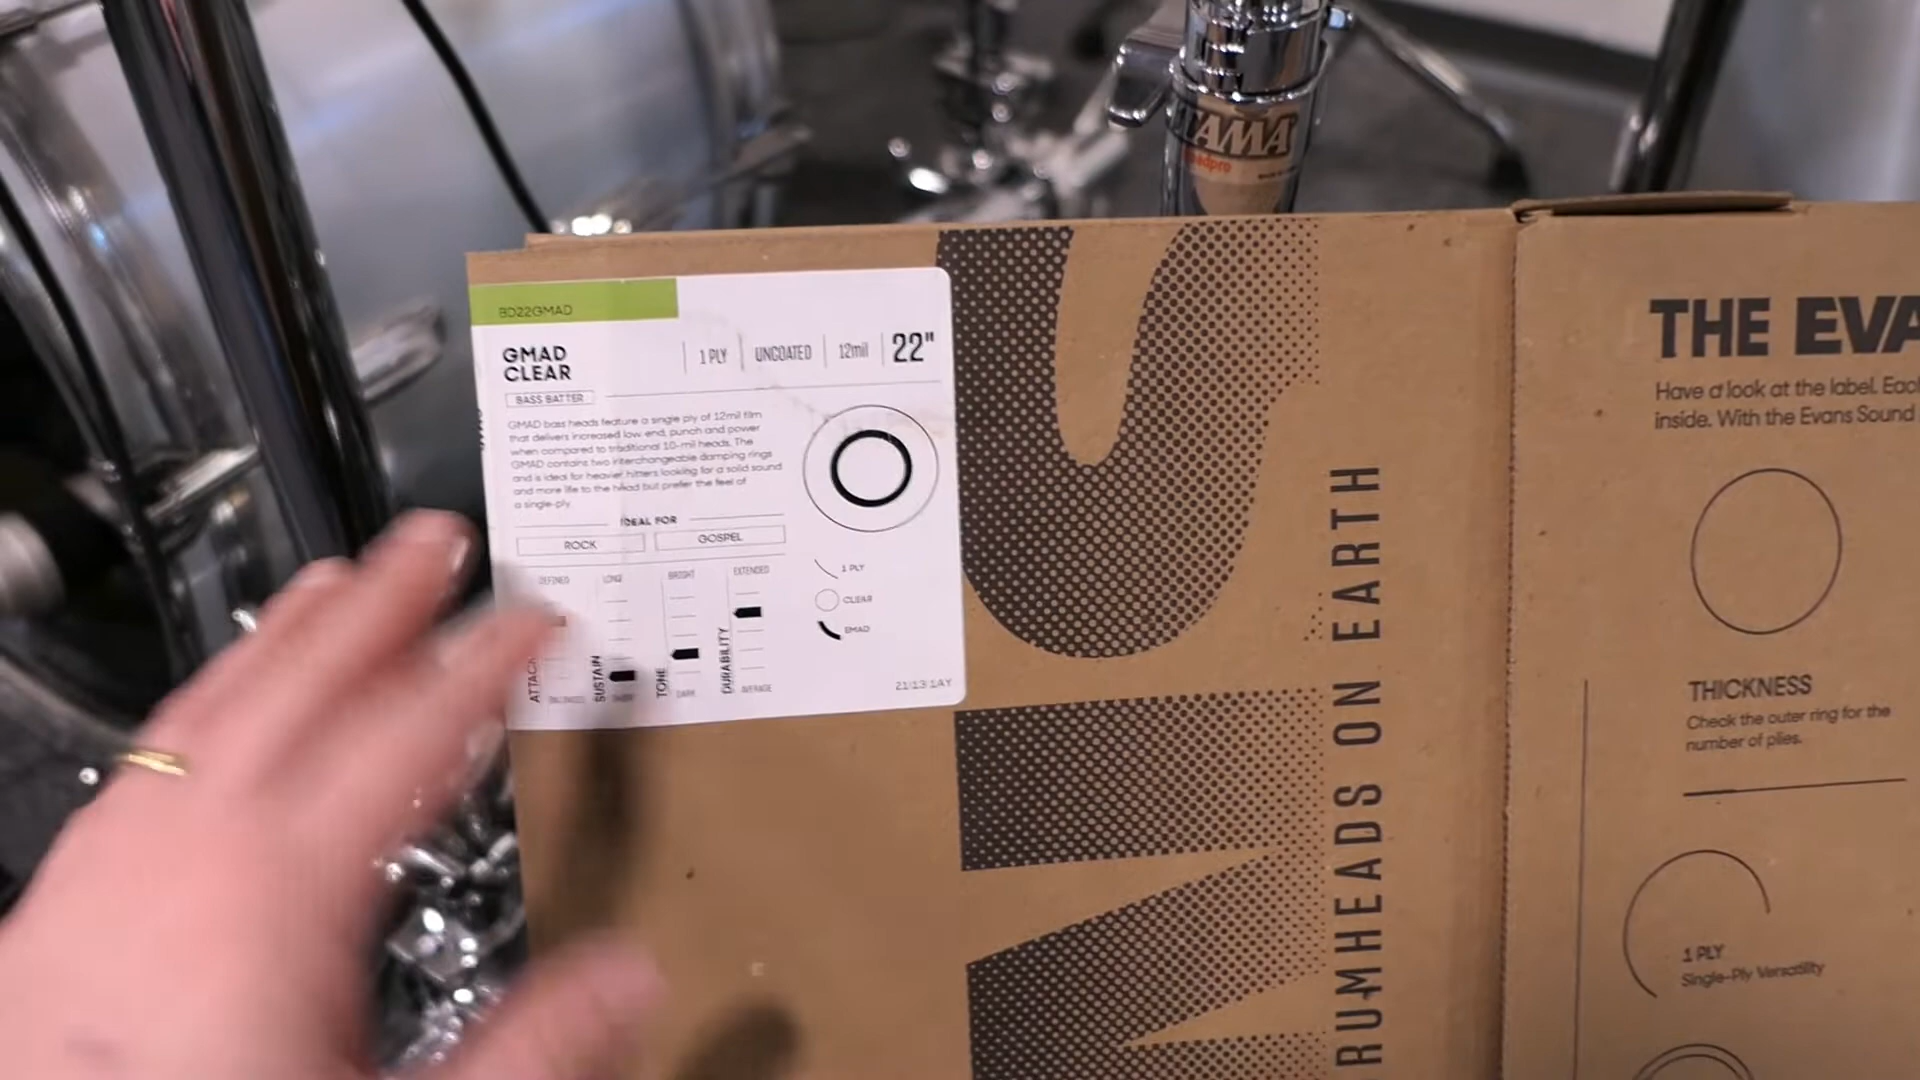 AMA
BD22GMAD
GMAD
CLEAR
1 PLY
UNCOATED
12mil
22"
BASS BATTER
GMAD bass heads feature a single ply of 12mil film
that delivers increased low end, punch and power
when compared to traditional 10-mil heads. The
GMAD contains two interchangeable damping rings
and is ideal for heavier hitters looking for a solid sound
and more life to the head but prefer the feel of
a single-ply
IDEAL FOR
ROCK
GOSPEL
DEFINED
LONG
BRIGHT
EXTENDED
ATTACK
SUSTAIN
TONE
DURABILITY
DARK
AVERAGE
1 PLY
CLEAR
EMAD
RUMHEADS ON EARTH
THE EVA
Have a look at the label. Eac
inside. With the Evans Sound
THICKNESS
Check the outer ring for the
number of plies.
1 PLY
Single-Ply Versatility